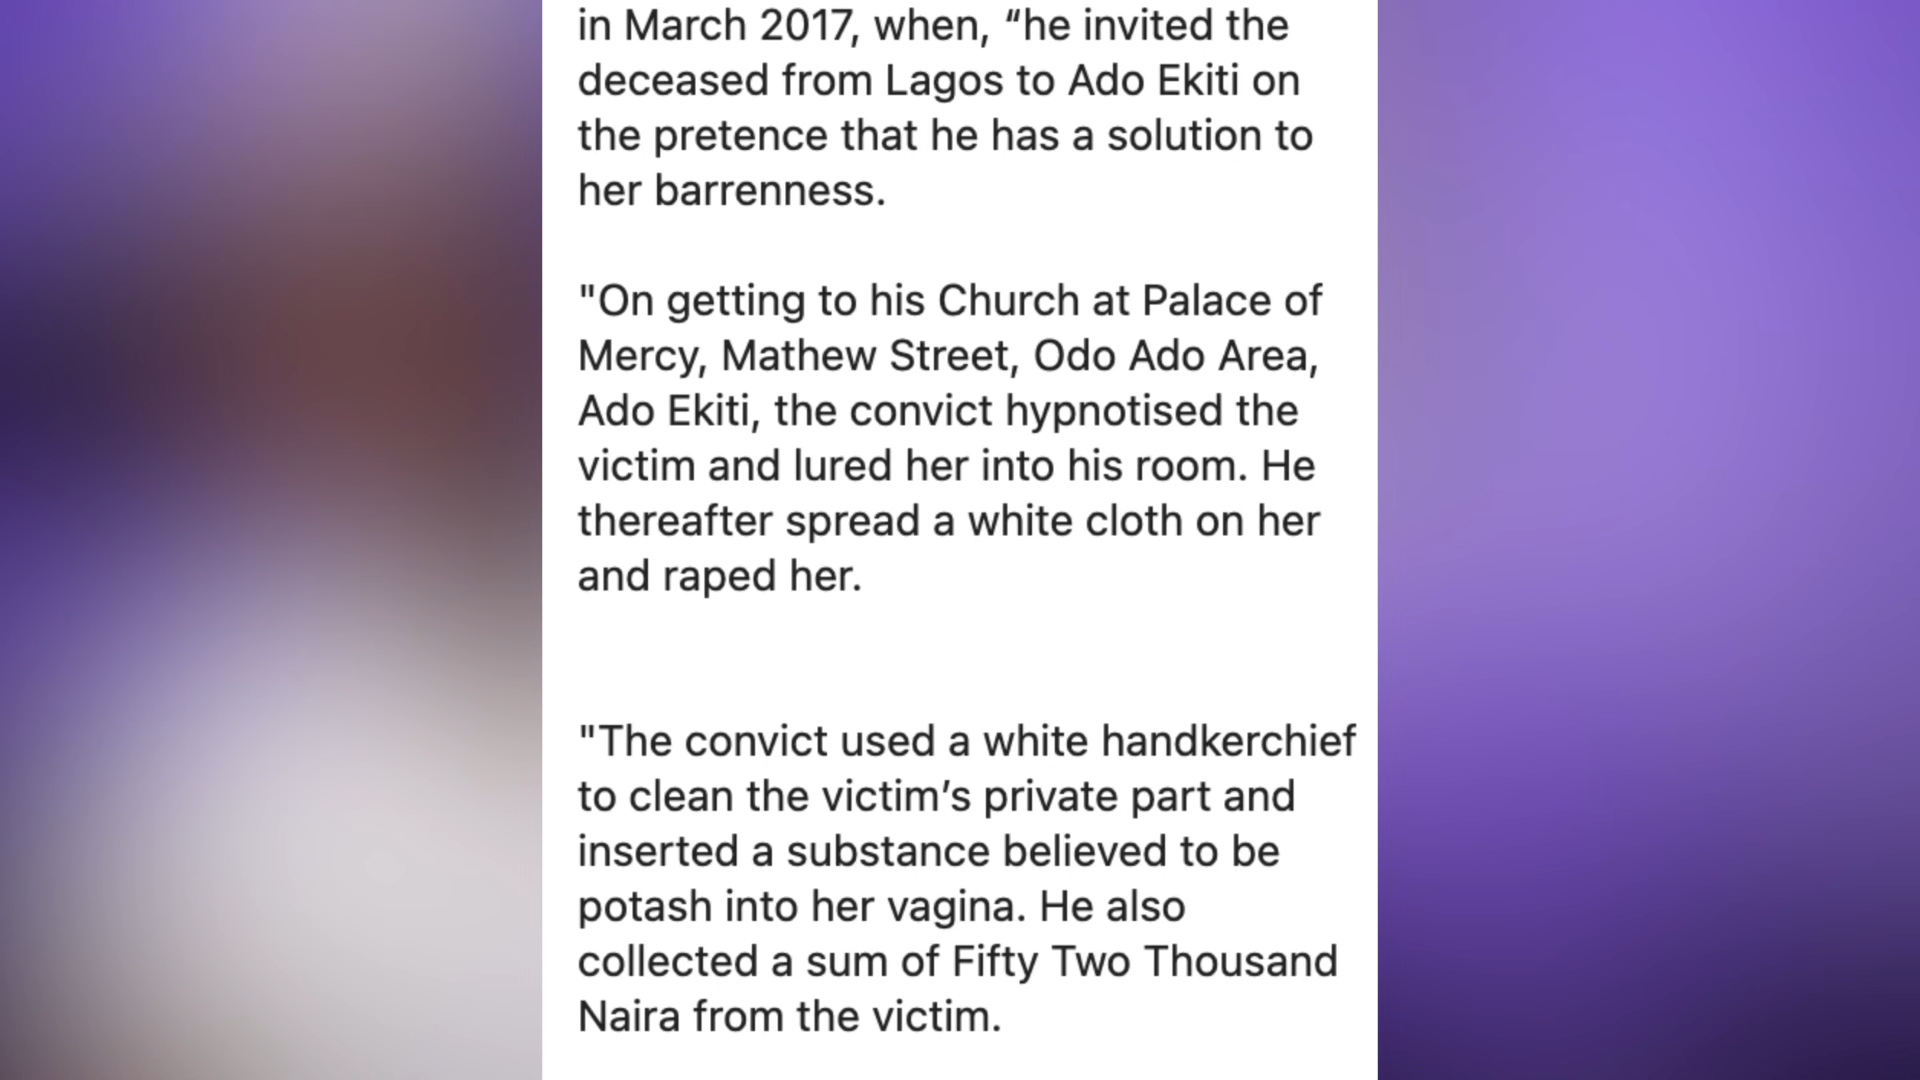 in March 2017, when, “he invited the
deceased from Lagos to Ado Ekiti on
the pretence that he has a solution to
her barrenness.
"On getting to his Church at Palace of
Mercy, Mathew Street, Odo Ado Area,
Ado Ekiti, the convict hypnotised the
victim and lured her into his room. He
thereafter spread a white cloth on her
and raped her.
"The convict used a white handkerchief
to clean the victim’s private part and
inserted a substance believed to be
potash into her vagina. He also
collected a sum of Fifty Two Thousand
Naira from the victim.